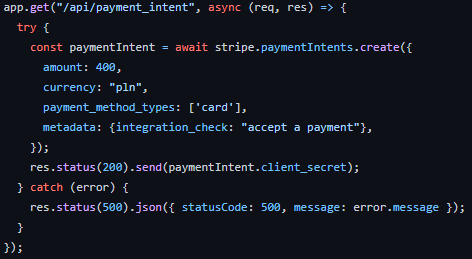 app.get("/api/payment_intent", async (req, res) => {
  try {
    const paymentIntent = await stripe.paymentIntents.create({
      amount: 400,
      currency: "pln",
      payment_method_types: ['card'],
      metadata: {integration_check: "accept a payment"},
    });
    res.status(200).send(paymentIntent.client_secret);
  } catch (error) {
    res.status(500).json({ statusCode: 500, message: error.message });
  }
});